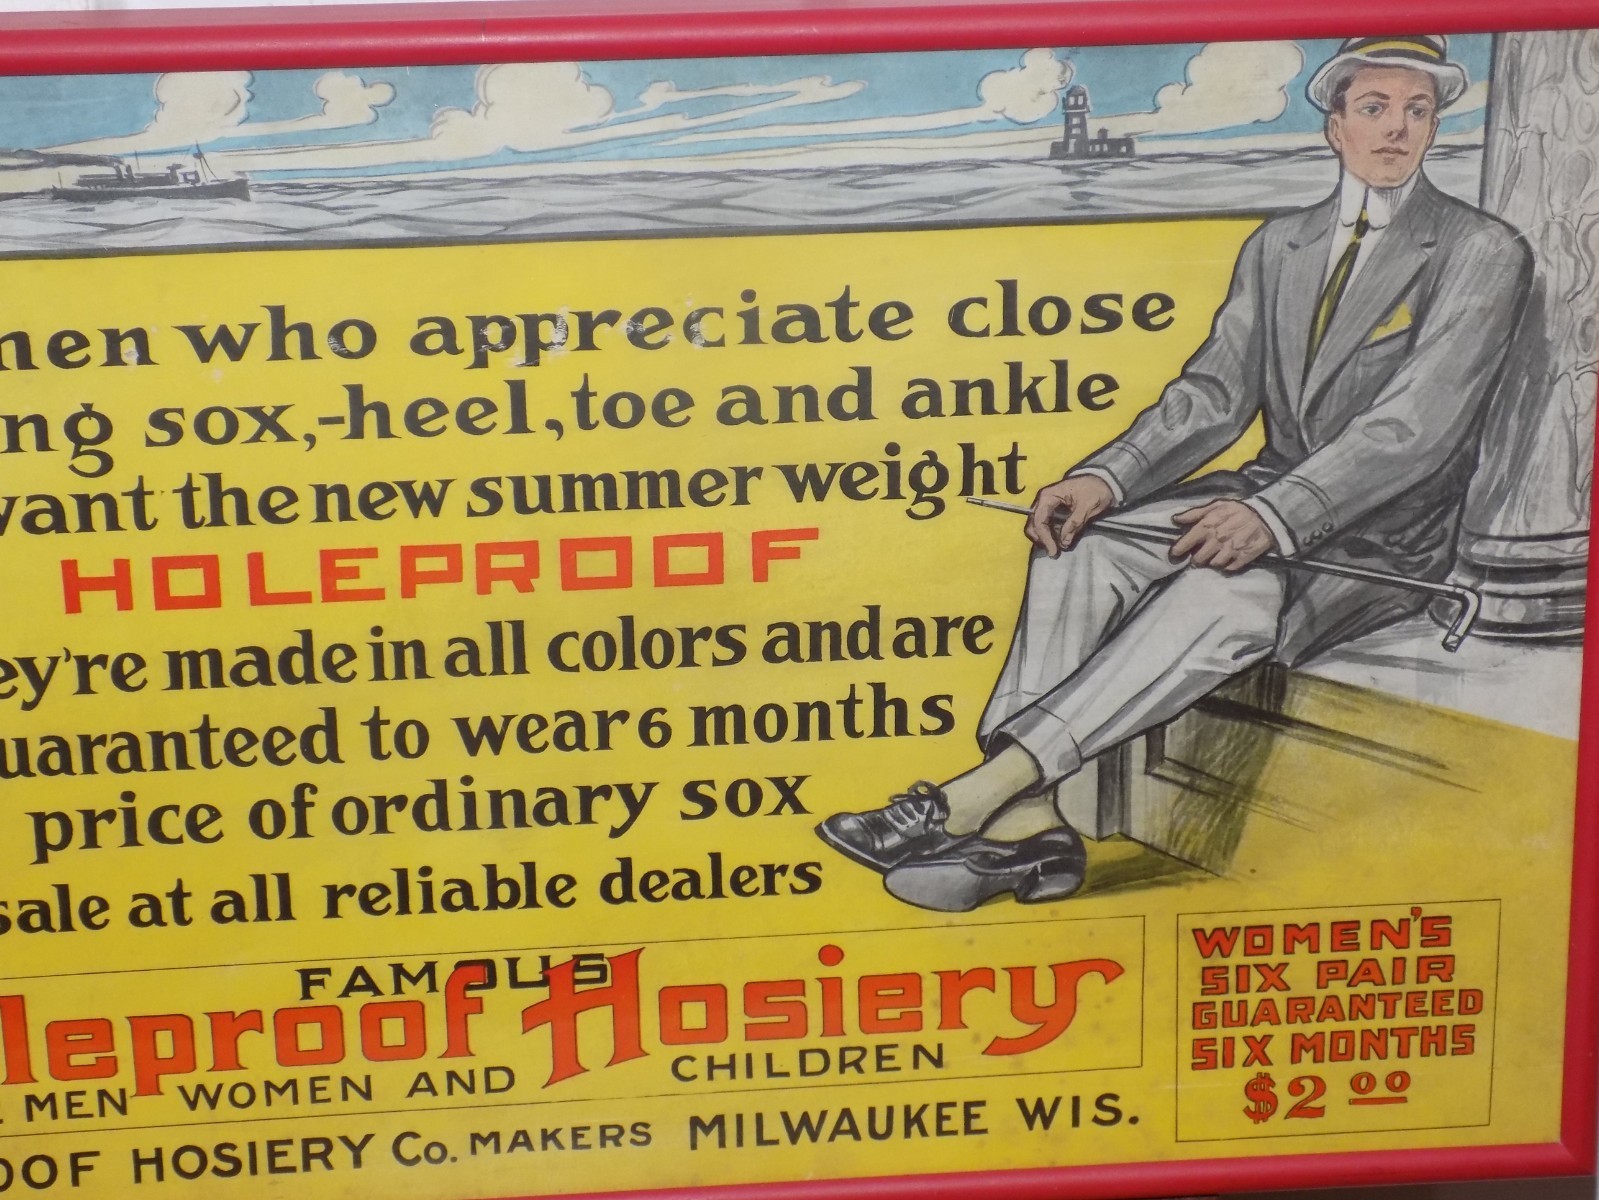 men who appreciate close
ng sox,-heel, toe and ankle
want the new summer weight
HOLEPROOF
ey're made in all colors and are
uaranteed to wear 6 months
price of ordinary sox
sale at all reliable dealers
FAMOUS
leproof Hosiery
MEN WOMEN AND CHILDREN
OOF HOSIERY Co. MAKERS MILWAUKEE WIS.
WOMEN'S
SIX PAIR
GUARANTEED
SIX MONTHS
$2 00